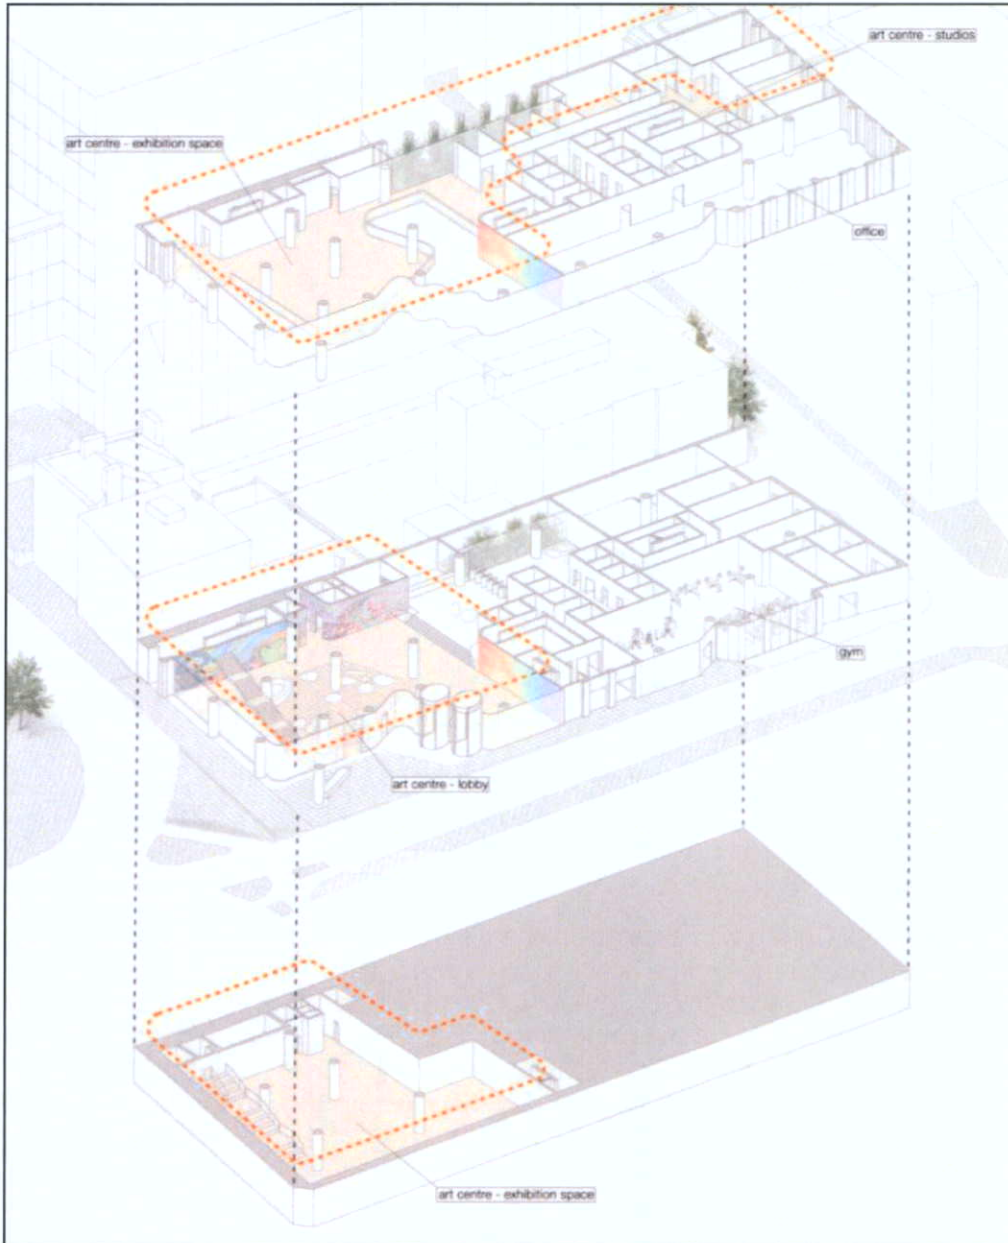 art centre - studios
art centre - exhibition space
office
gym
art centre - lobby
art centre - exhibition space